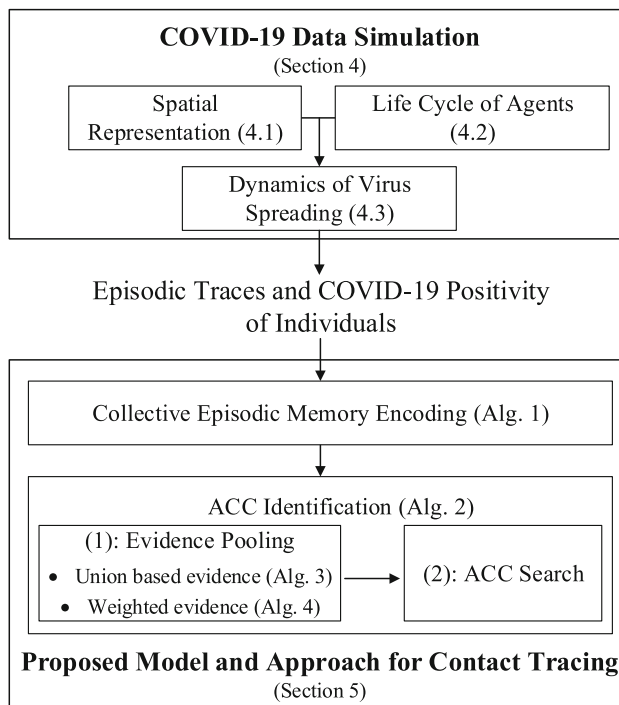 COVID-19 Data Simulation
(Section 4)
Spatial
Representation (4.1)
Life Cycle of Agents
(4.2)
Dynamics of Virus
Spreading (4.3)
Episodic Traces and COVID-19 Positivity
of Individuals
Collective Episodic Memory Encoding (Alg. 1)
ACC Identification (Alg. 2)
(1): Evidence Pooling
• Union based evidence (Alg. 3)
• Weighted evidence (Alg. 4)
(2): ACC Search
Proposed Model and Approach for Contact Tracing
(Section 5)